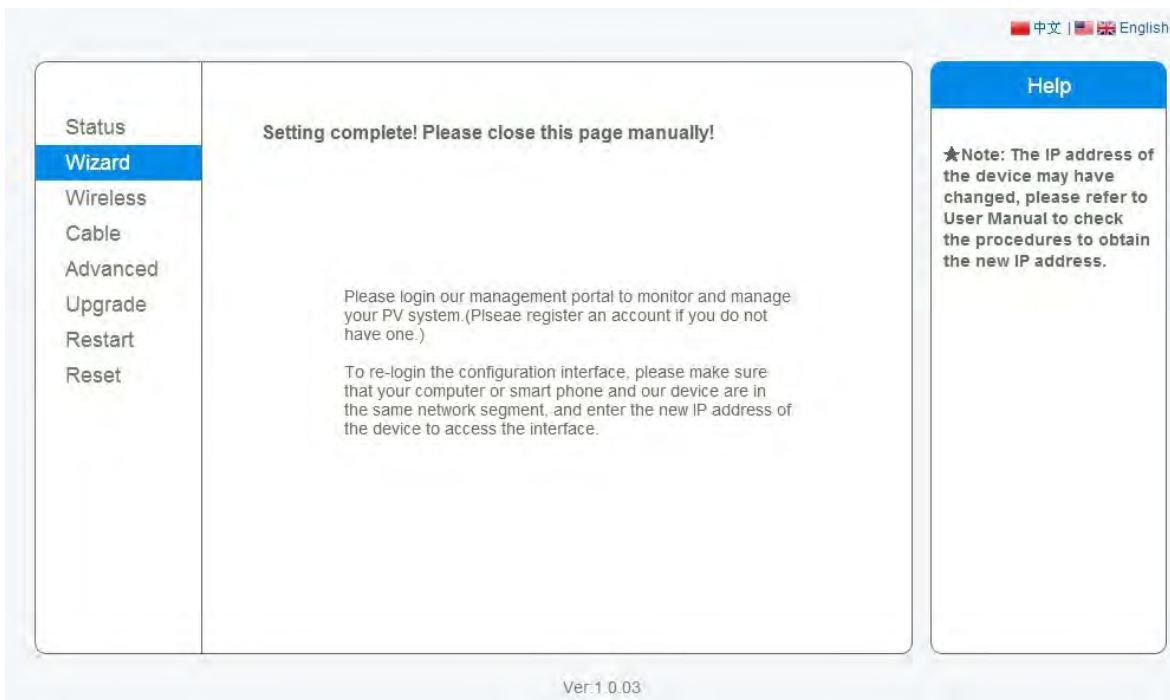 中文 | English
Status
Wizard
Wireless
Cable
Advanced
Upgrade
Restart
Reset
Setting complete! Please close this page manually!
Please login our management portal to monitor and manage
your PV system.(Plseae register an account if you do not
have one.)
To re-login the configuration interface, please make sure
that your computer or smart phone and our device are in
the same network segment, and enter the new IP address of
the device to access the interface.
Help
★Note: The IP address of
the device may have
changed, please refer to
User Manual to check
the procedures to obtain
the new IP address.
Ver:1.0.03